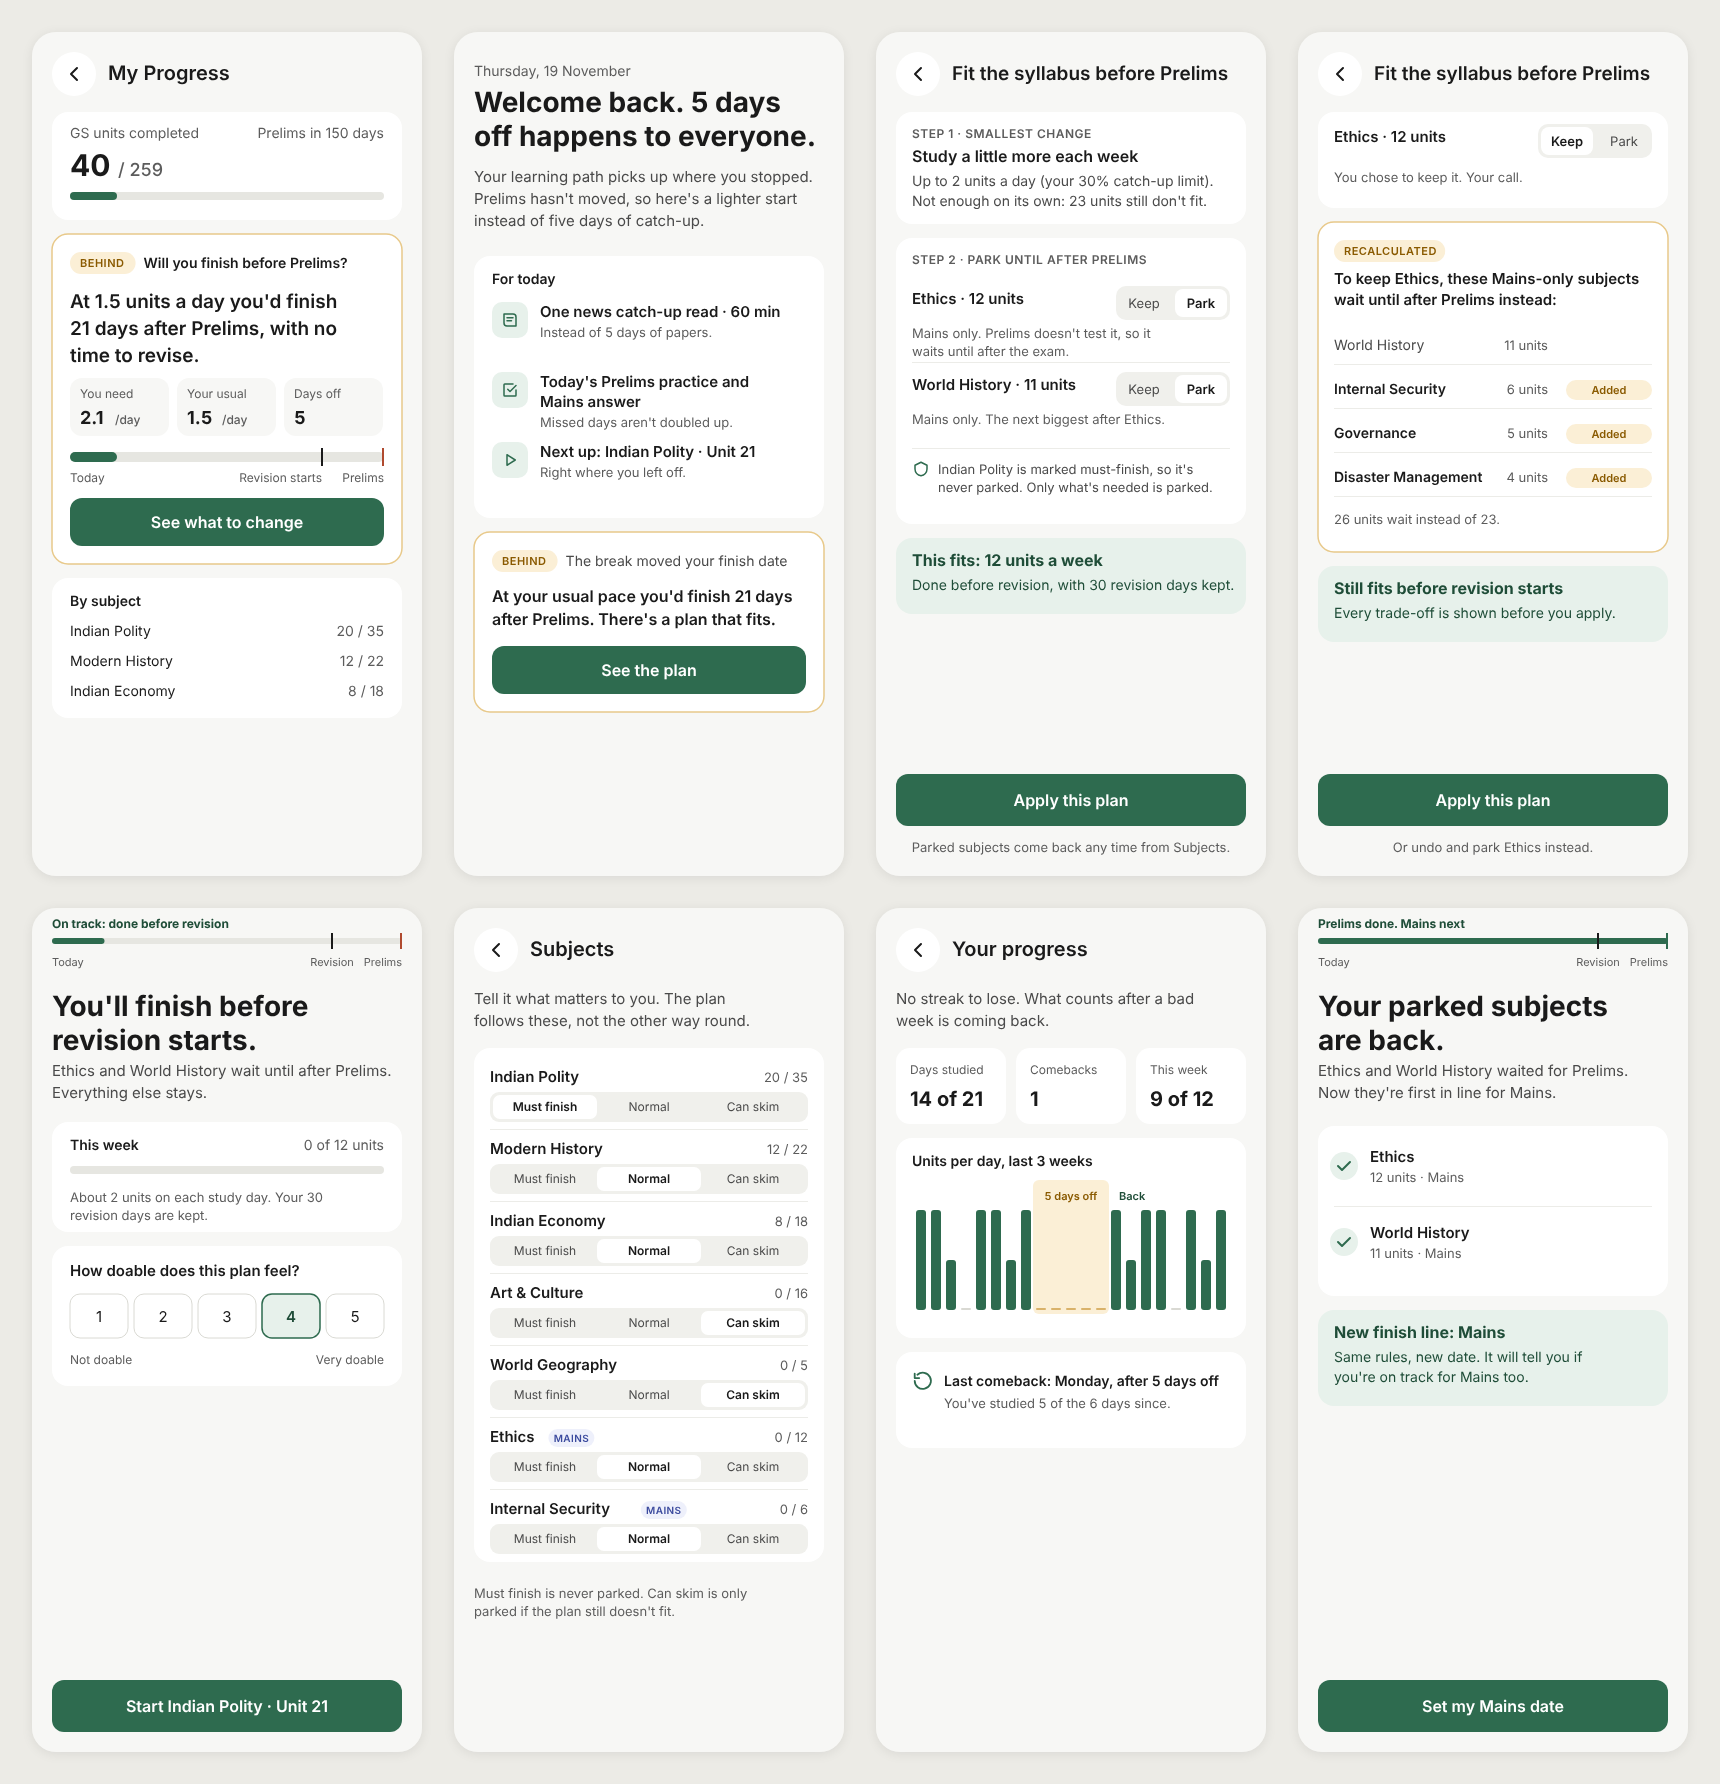 My Progress
GS units completed
Prelims in 150 days
40 / 259
BEHIND Will you finish before Prelims?
At 1.5 units a day you'd finish
21 days after Prelims, with no
time to revise.
You need
2.1 /day
Your usual
1.5 /day
Days off
5
Today
Revision starts
Prelims
See what to change
By subject
Indian Polity 20 / 35
Modern History 12 / 22
Indian Economy 8 / 18
Thursday, 19 November
Welcome back. 5 days
off happens to everyone.
Your learning path picks up where you stopped.
Prelims hasn't moved, so here's a lighter start
instead of five days of catch-up.
For today
One news catch-up read · 60 min
Instead of 5 days of papers.
Today's Prelims practice and
Mains answer
Missed days aren't doubled up.
Next up: Indian Polity · Unit 21
Right where you left off.
BEHIND The break moved your finish date
At your usual pace you'd finish 21 days
after Prelims. There's a plan that fits.
See the plan
Fit the syllabus before Prelims
STEP 1 · SMALLEST CHANGE
Study a little more each week
Up to 2 units a day (your 30% catch-up limit).
Not enough on its own: 23 units still don't fit.
STEP 2 · PARK UNTIL AFTER PRELIMS
Ethics · 12 units Keep Park
Mains only. Prelims doesn't test it, so it
waits until after the exam.
World History · 11 units Keep Park
Mains only. The next biggest after Ethics.
Indian Polity is marked must-finish, so it's
never parked. Only what's needed is parked.
This fits: 12 units a week
Done before revision, with 30 revision days kept.
Apply this plan
Parked subjects come back any time from Subjects.
Fit the syllabus before Prelims
Ethics · 12 units Keep Park
You chose to keep it. Your call.
RECALCULATED
To keep Ethics, these Mains-only subjects
wait until after Prelims instead:
World History 11 units
Internal Security 6 units Added
Governance 5 units Added
Disaster Management 4 units Added
26 units wait instead of 23.
Still fits before revision starts
Every trade-off is shown before you apply.
Apply this plan
Or undo and park Ethics instead.
On track: done before revision
Today Revision Prelims
You'll finish before
revision starts.
Ethics and World History wait until after Prelims.
Everything else stays.
This week 0 of 12 units
About 2 units on each study day. Your 30
revision days are kept.
How doable does this plan feel?
1 2 3 4 5
Not doable Very doable
Start Indian Polity · Unit 21
Subjects
Tell it what matters to you. The plan
follows these, not the other way round.
Indian Polity 20 / 35
Must finish Normal Can skim
Modern History 12 / 22
Must finish Normal Can skim
Indian Economy 8 / 18
Must finish Normal Can skim
Art & Culture 0 / 16
Must finish Normal Can skim
World Geography 0 / 5
Must finish Normal Can skim
Ethics MAINS 0 / 12
Must finish Normal Can skim
Internal Security MAINS 0 / 6
Must finish Normal Can skim
Must finish is never parked. Can skim is only
parked if the plan still doesn't fit.
Your progress
No streak to lose. What counts after a bad
week is coming back.
Days studied
14 of 21
Comebacks
1
This week
9 of 12
Units per day, last 3 weeks
5 days off Back
Last comeback: Monday, after 5 days off
You've studied 5 of the 6 days since.
Prelims done. Mains next
Today Revision Prelims
Your parked subjects
are back.
Ethics and World History waited for Prelims.
Now they're first in line for Mains.
Ethics
12 units · Mains
World History
11 units · Mains
New finish line: Mains
Same rules, new date. It will tell you if
you're on track for Mains too.
Set my Mains date